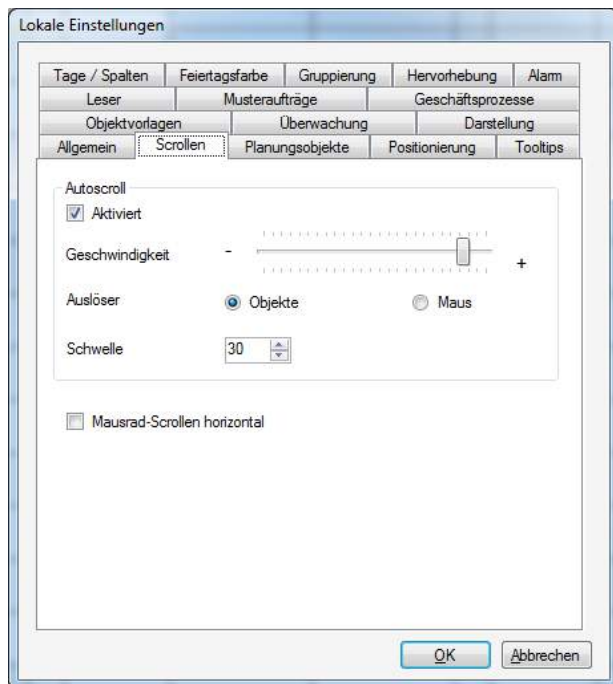 Lokale Einstellungen
Tage / Spalten Feiertagsfarbe Gruppierung Hervorhebung Alarm
Leser Musteraufträge Geschäftsprozesse
Objektvorlagen Überwachung Darstellung
Allgemein Scrollen Planungsobjekte Positionierung Tooltips
Autoscroll
Aktiviert
Geschwindigkeit - +
Auslöser Objekte Maus
Schwelle 30
Mausrad-Scrollen horizontal
OK Abbrechen